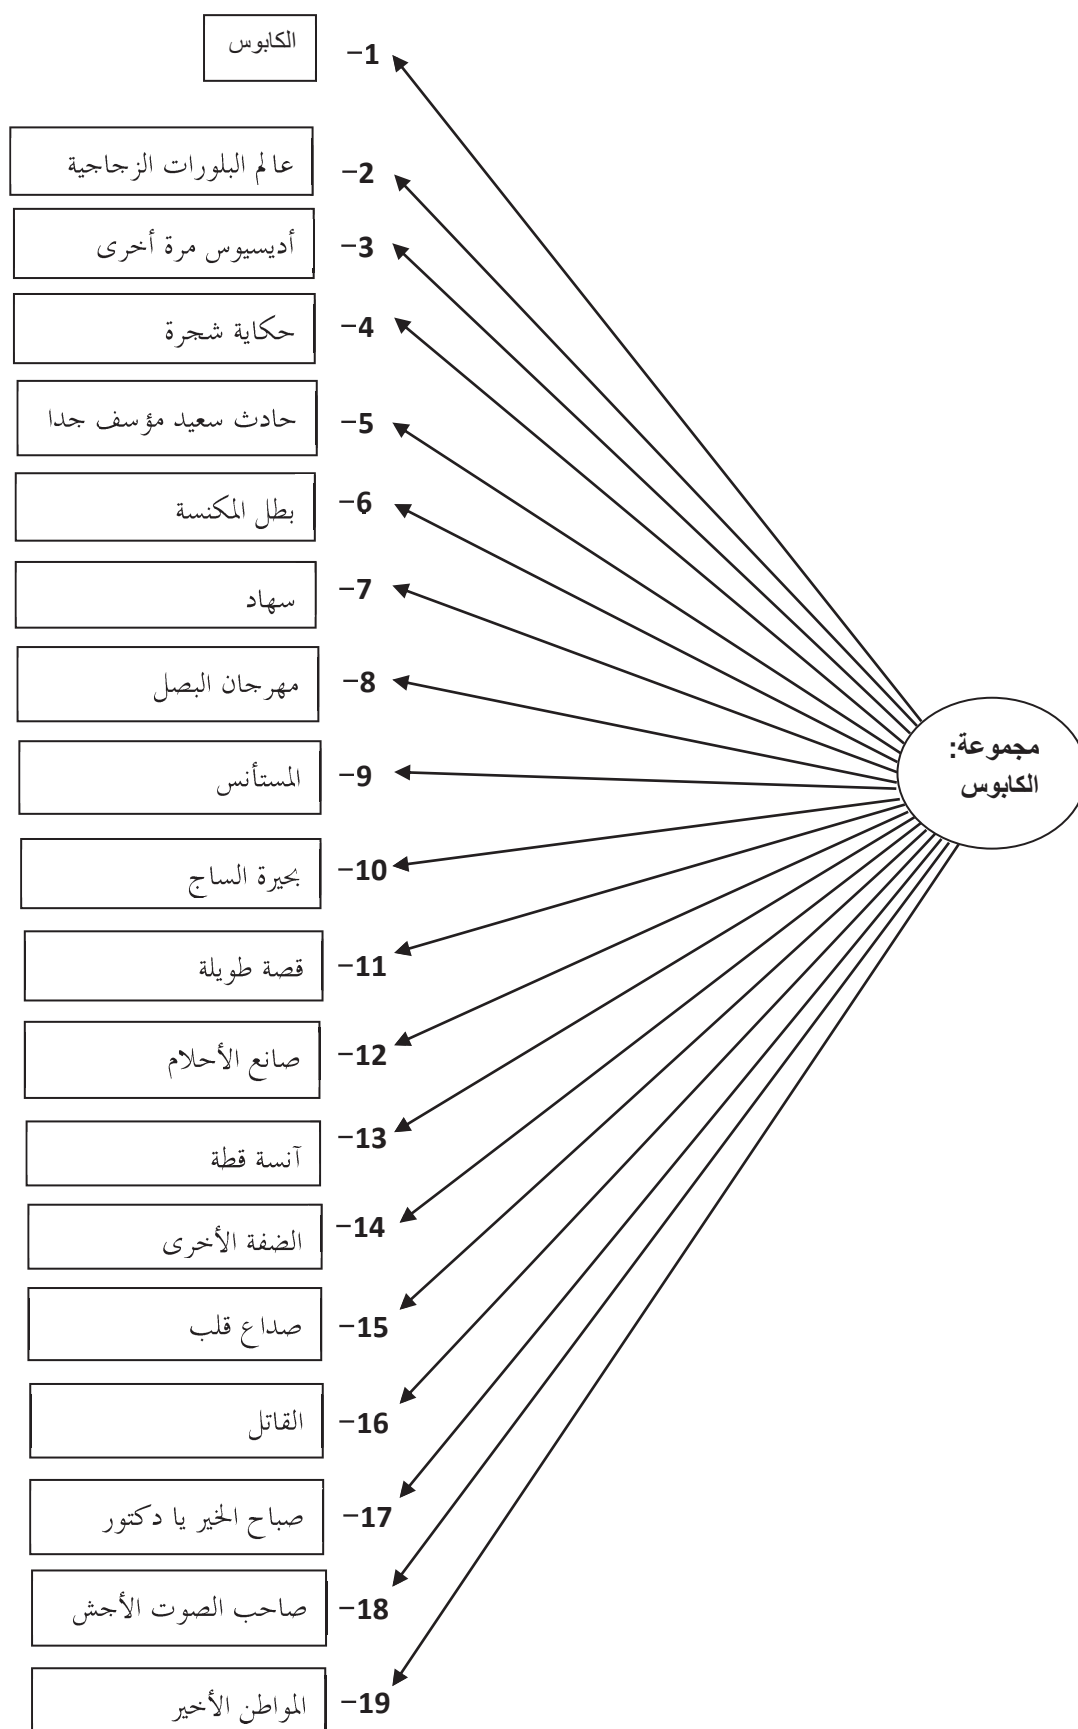 مجموعة:
الكابوس
1- الكابوس
2- عالم البلورات الزجاجية
3- أديسيوس مرة أخرى
4- حكاية شجرة
5- حادث سعيد مؤسف جدا
6- بطل المكنسة
7- سهاد
8- مهرجان البصل
9- المستأنس
10- بحيرة الساج
11- قصة طويلة
12- صانع الأحلام
13- آنسة قطة
14- الضفة الأخرى
15- صداع قلب
16- القاتل
17- صباح الخير يا دكتور
18- صاحب الصوت الأجش
19- المواطن الأخير